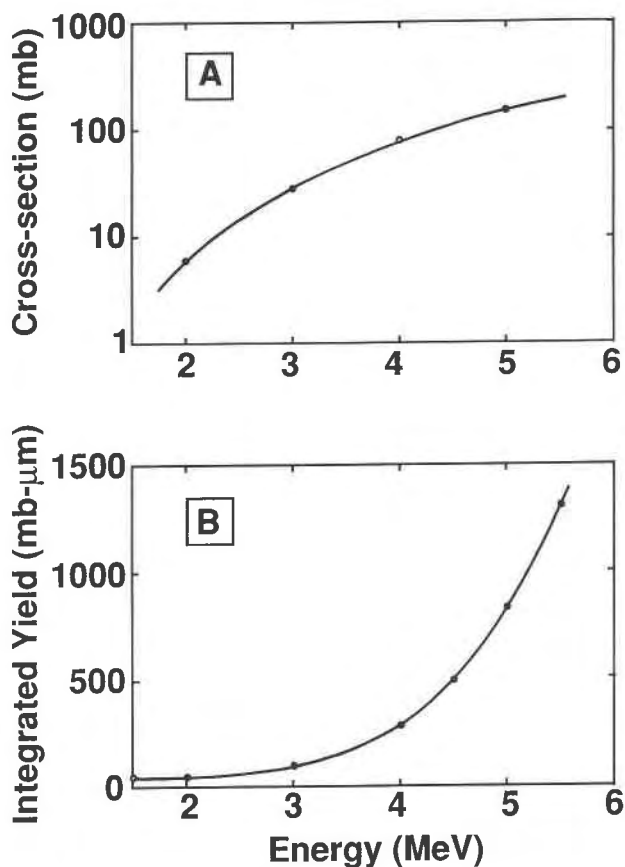 Cross-section (mb)
1000
100
10
1
A
2 3 4 5 6
Integrated Yield (mb-μm)
1500
1000
500
0
B
2 3 4 5 6
Energy (MeV)